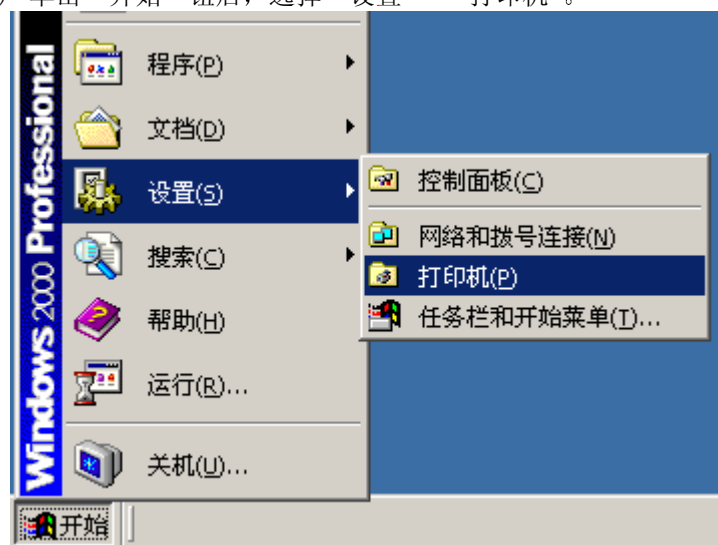 单击"开始"钮后，选择"设置"—"打印机"。
Windows 2000 Professional
程序(P)
文档(D)
设置(S)
搜索(C)
帮助(H)
运行(R)...
关机(U)...
控制面板(C)
网络和拨号连接(N)
打印机(P)
任务栏和开始菜单(T)...
开始